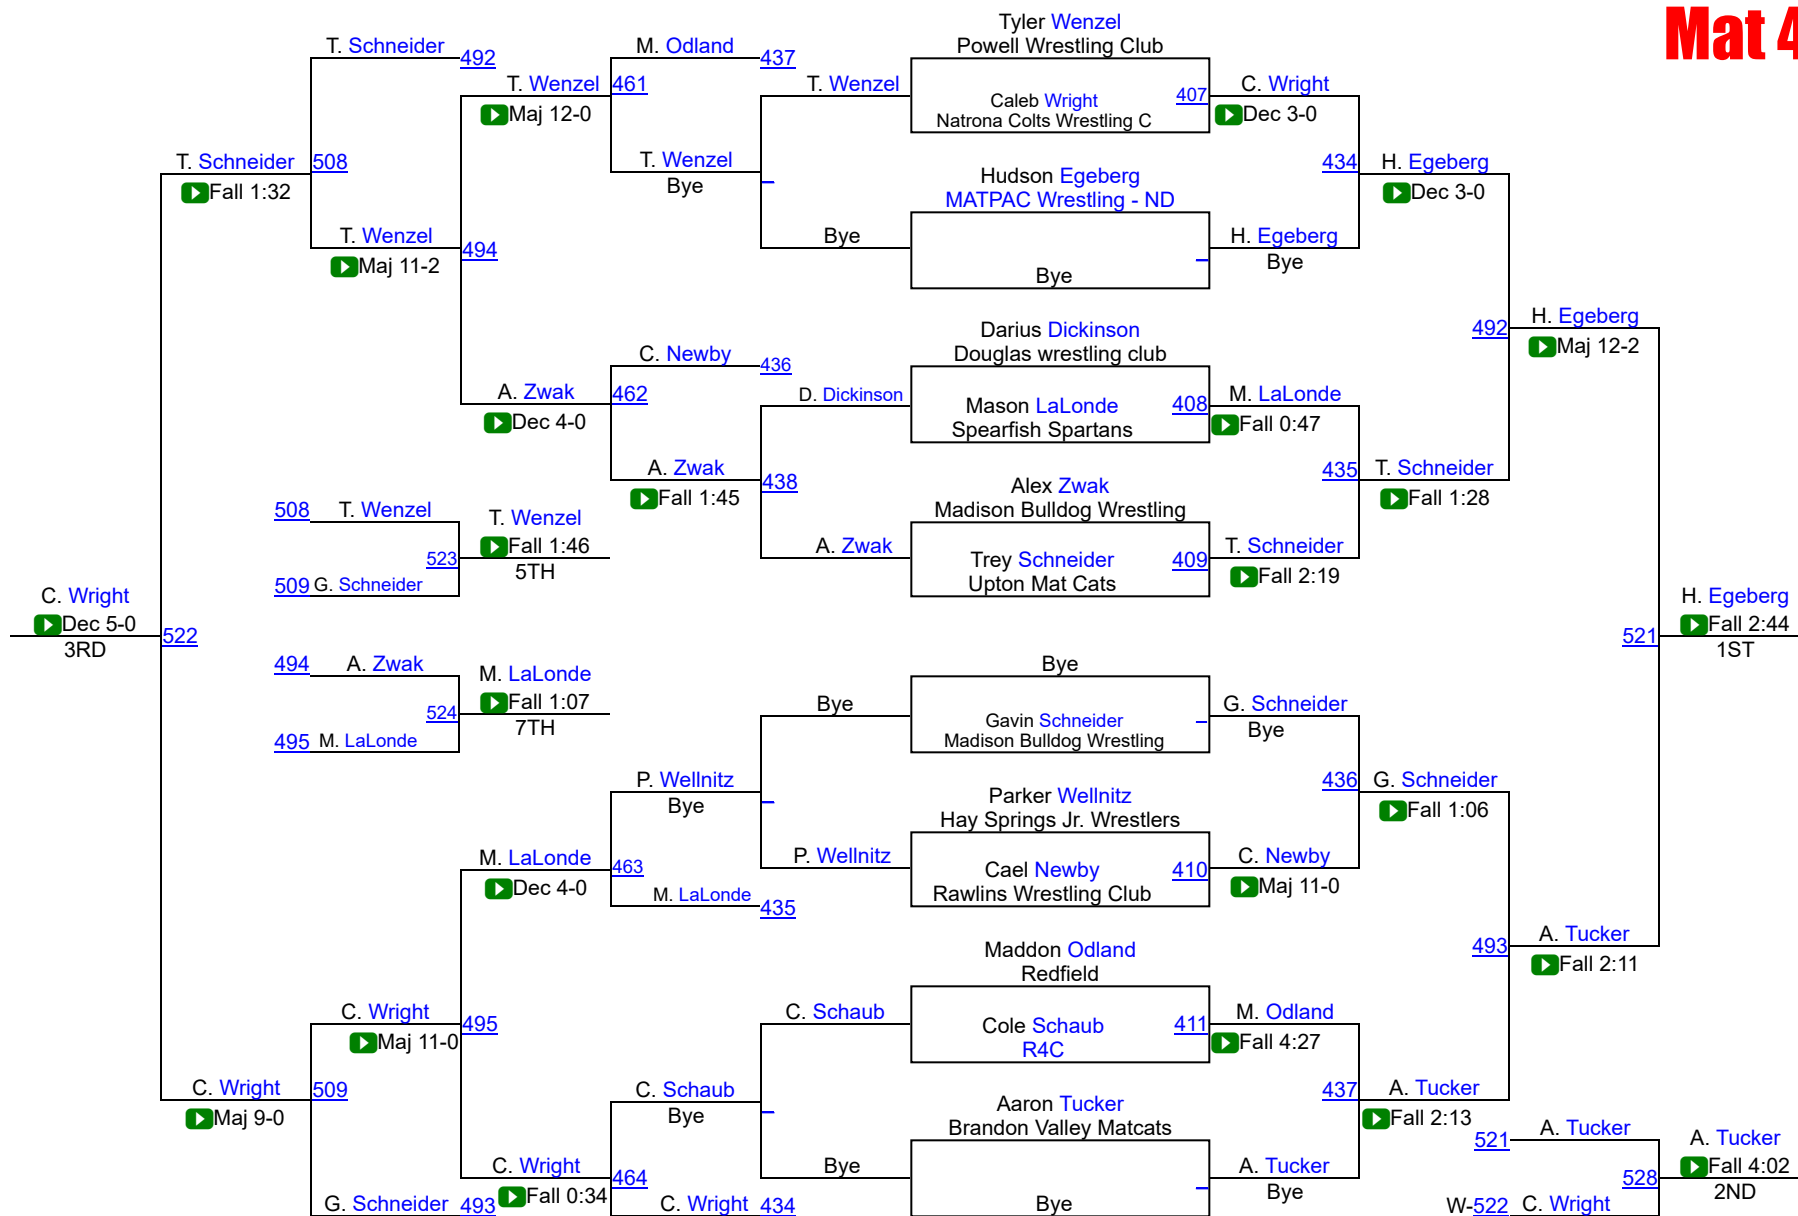 Mat 4
Tyler Wenzel
Powell Wrestling Club
T. Schneider
492
M. Odland
437
T. Wenzel
461
Maj 12-0
T. Wenzel
Caleb Wright
Natrona Colts Wrestling C
407
C. Wright
Dec 3-0
T. Schneider
508
Fall 1:32
T. Wenzel
Bye
Hudson Egeberg
MATPAC Wrestling - ND
434
H. Egeberg
Dec 3-0
T. Wenzel
494
Maj 11-2
Bye
Bye
H. Egeberg
Bye
Darius Dickinson
Douglas wrestling club
492
H. Egeberg
Maj 12-2
C. Newby
436
A. Zwak
462
Dec 4-0
D. Dickinson
Mason LaLonde
Spearfish Spartans
408
M. LaLonde
Fall 0:47
A. Zwak
438
Fall 1:45
Alex Zwak
Madison Bulldog Wrestling
435
T. Schneider
Fall 1:28
508
T. Wenzel
T. Wenzel
Fall 1:46
523
5TH
509
G. Schneider
A. Zwak
Trey Schneider
Upton Mat Cats
409
T. Schneider
Fall 2:19
C. Wright
Dec 5-0
522
3RD
H. Egeberg
Fall 2:44
521
1ST
494
A. Zwak
M. LaLonde
Fall 1:07
524
7TH
495
M. LaLonde
Bye
Bye
Gavin Schneider
Madison Bulldog Wrestling
G. Schneider
Bye
P. Wellnitz
Bye
Parker Wellnitz
Hay Springs Jr. Wrestlers
436
G. Schneider
Fall 1:06
M. LaLonde
463
Dec 4-0
P. Wellnitz
Cael Newby
Rawlins Wrestling Club
410
C. Newby
Maj 11-0
M. LaLonde
435
Maddon Odland
Redfield
493
A. Tucker
Fall 2:11
C. Wright
495
Maj 11-0
C. Schaub
Cole Schaub
R4C
411
M. Odland
Fall 4:27
C. Wright
509
Maj 9-0
C. Schaub
Bye
Aaron Tucker
Brandon Valley Matcats
437
A. Tucker
Fall 2:13
521
A. Tucker
A. Tucker
Fall 4:02
528
2ND
C. Wright
464
Fall 0:34
Bye
Bye
A. Tucker
Bye
G. Schneider
493
C. Wright
434
W-522
C. Wright